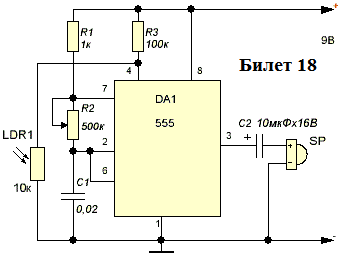 +
R1
1к
R3
100к
9В
Билет 18
4
8
7
DA1
555
R2
500к
LDR1
10к
2
6
3
C2 10мкФх16В
+
+
-
SP
C1
0,02
1
-